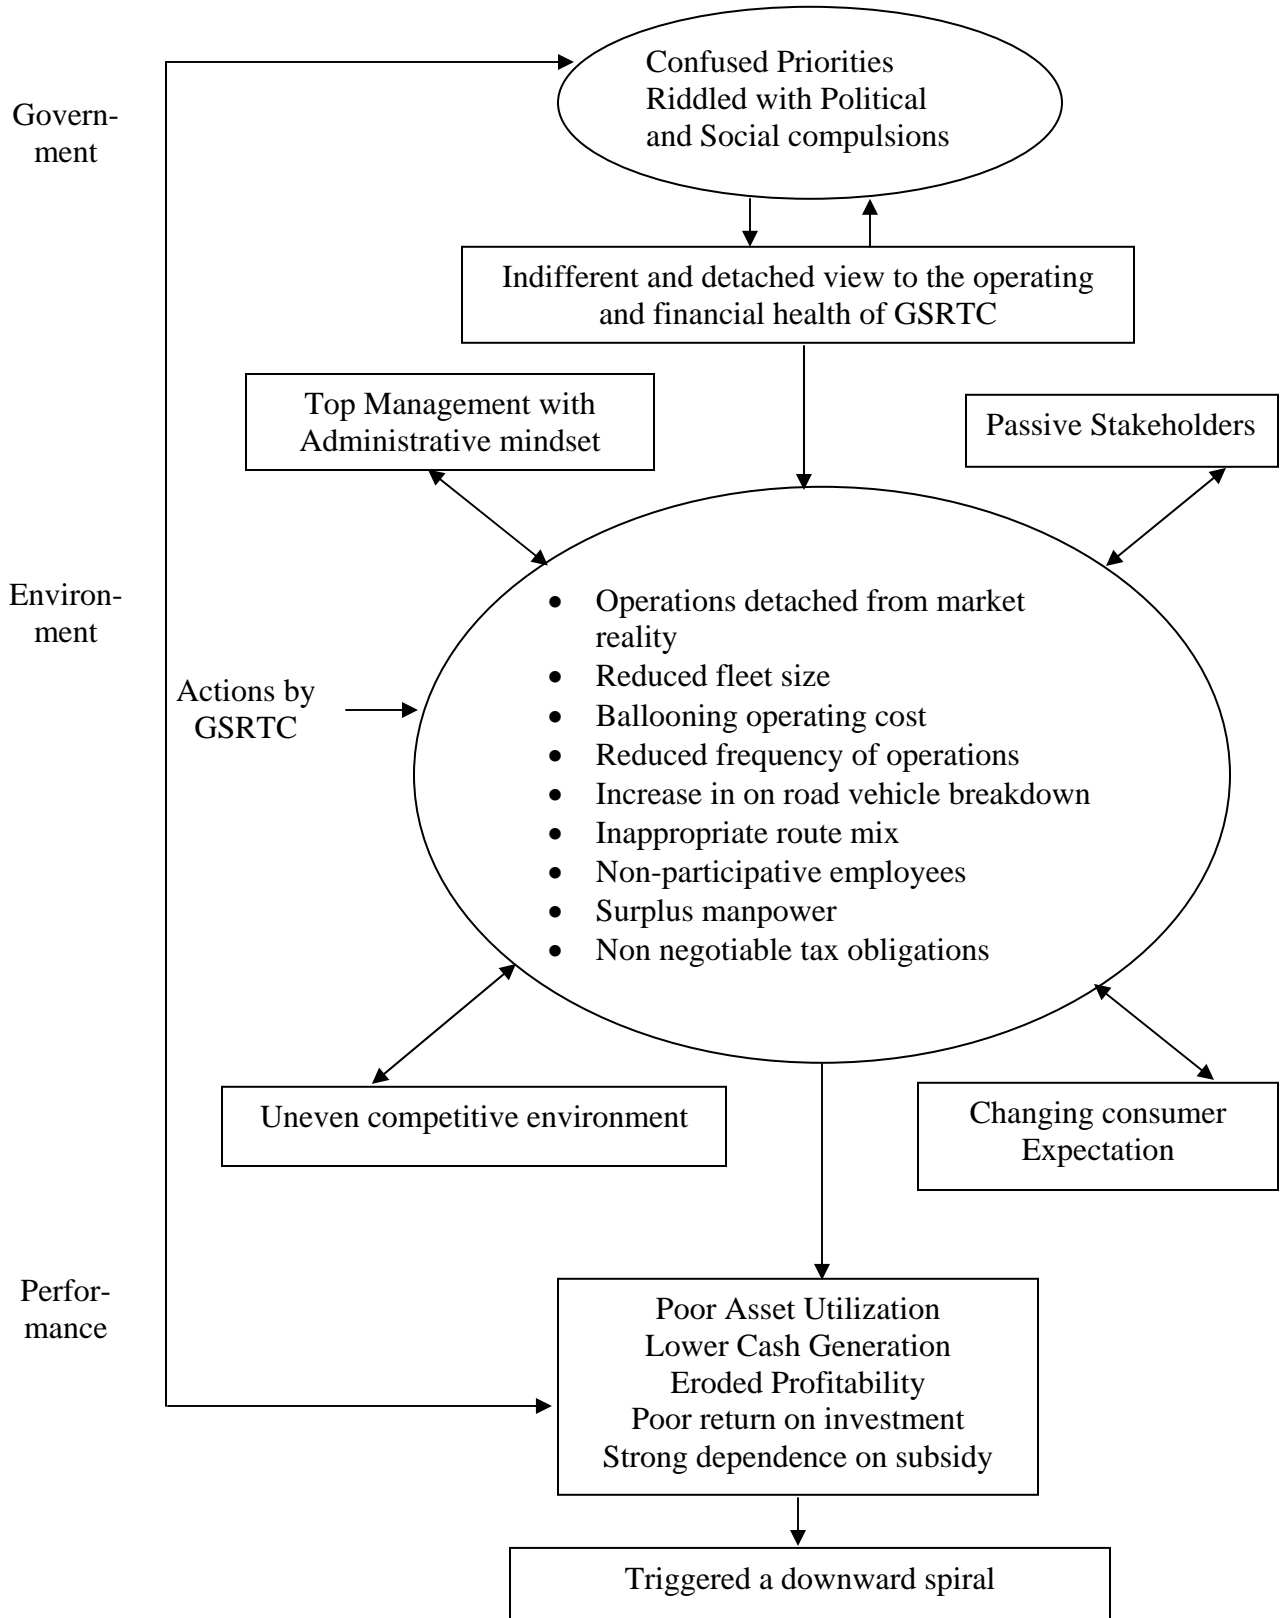 Confused Priorities
Riddled with Political
and Social compulsions
Govern-
ment
Indifferent and detached view to the operating
and financial health of GSRTC
Top Management with
Administrative mindset
Passive Stakeholders
Environ-
ment
Actions by
GSRTC
• Operations detached from market
reality
• Reduced fleet size
• Ballooning operating cost
• Reduced frequency of operations
• Increase in on road vehicle breakdown
• Inappropriate route mix
• Non-participative employees
• Surplus manpower
• Non negotiable tax obligations
Uneven competitive environment
Changing consumer
Expectation
Perfor-
mance
Poor Asset Utilization
Lower Cash Generation
Eroded Profitability
Poor return on investment
Strong dependence on subsidy
Triggered a downward spiral